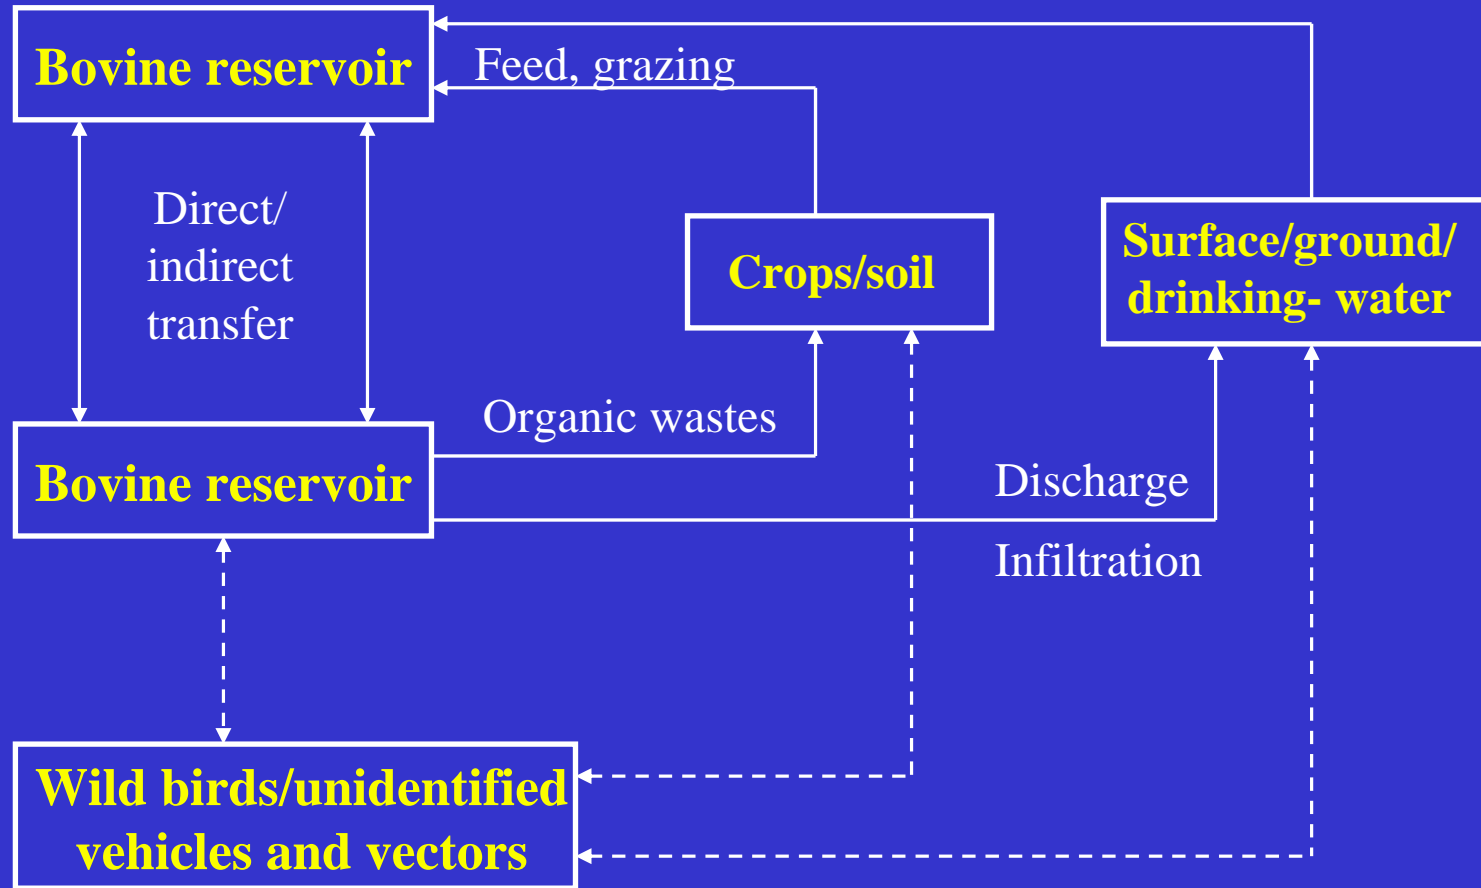 Bovine reservoir
Feed, grazing
Direct/
indirect
transfer
Crops/soil
Surface/ground/
drinking- water
Organic wastes
Bovine reservoir
Discharge
Infiltration
Wild birds/unidentified
vehicles and vectors